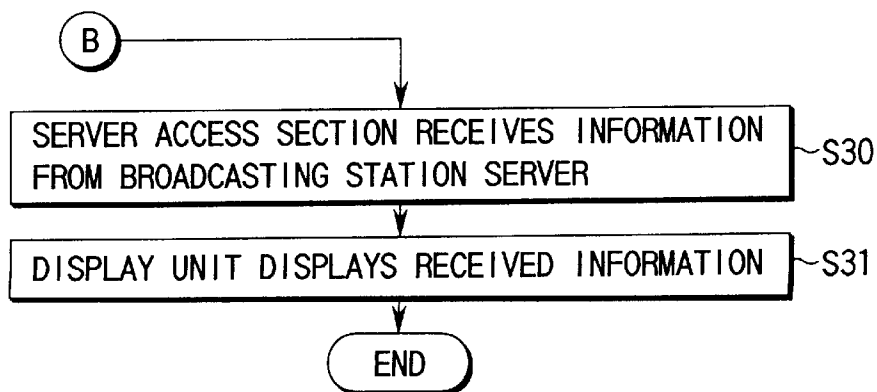 B
SERVER ACCESS SECTION RECEIVES INFORMATION
FROM BROADCASTING STATION SERVER
S30
DISPLAY UNIT DISPLAYS RECEIVED INFORMATION
S31
END